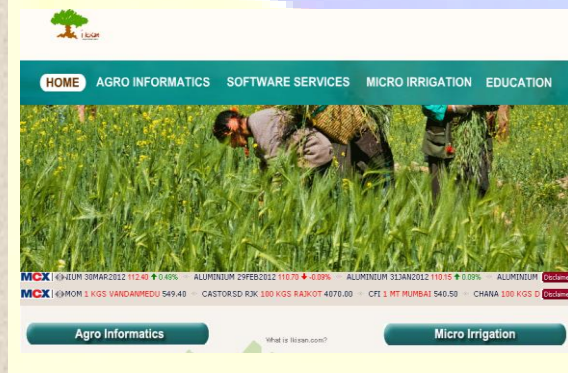 ikisan
HOME AGRO INFORMATICS SOFTWARE SERVICES MICRO IRRIGATION EDUCATION
MCX NIUM 30MAR2012 112.40 0.49% ALUMINIUM 29FEB2012 110.70 -0.09% ALUMINIUM 31JAN2012 110.15 0.09% ALUMINIUM Disclaime
MCX MOM 1 KGS VANDANMEDU 549.40 CASTORSD RJK 100 KGS RAJKOT 4070.00 CFI 1 MT MUMBAI 540.50 CHANA 100 KGS D Disclaime
Agro Informatics What is Ikisan.com? Micro Irrigation